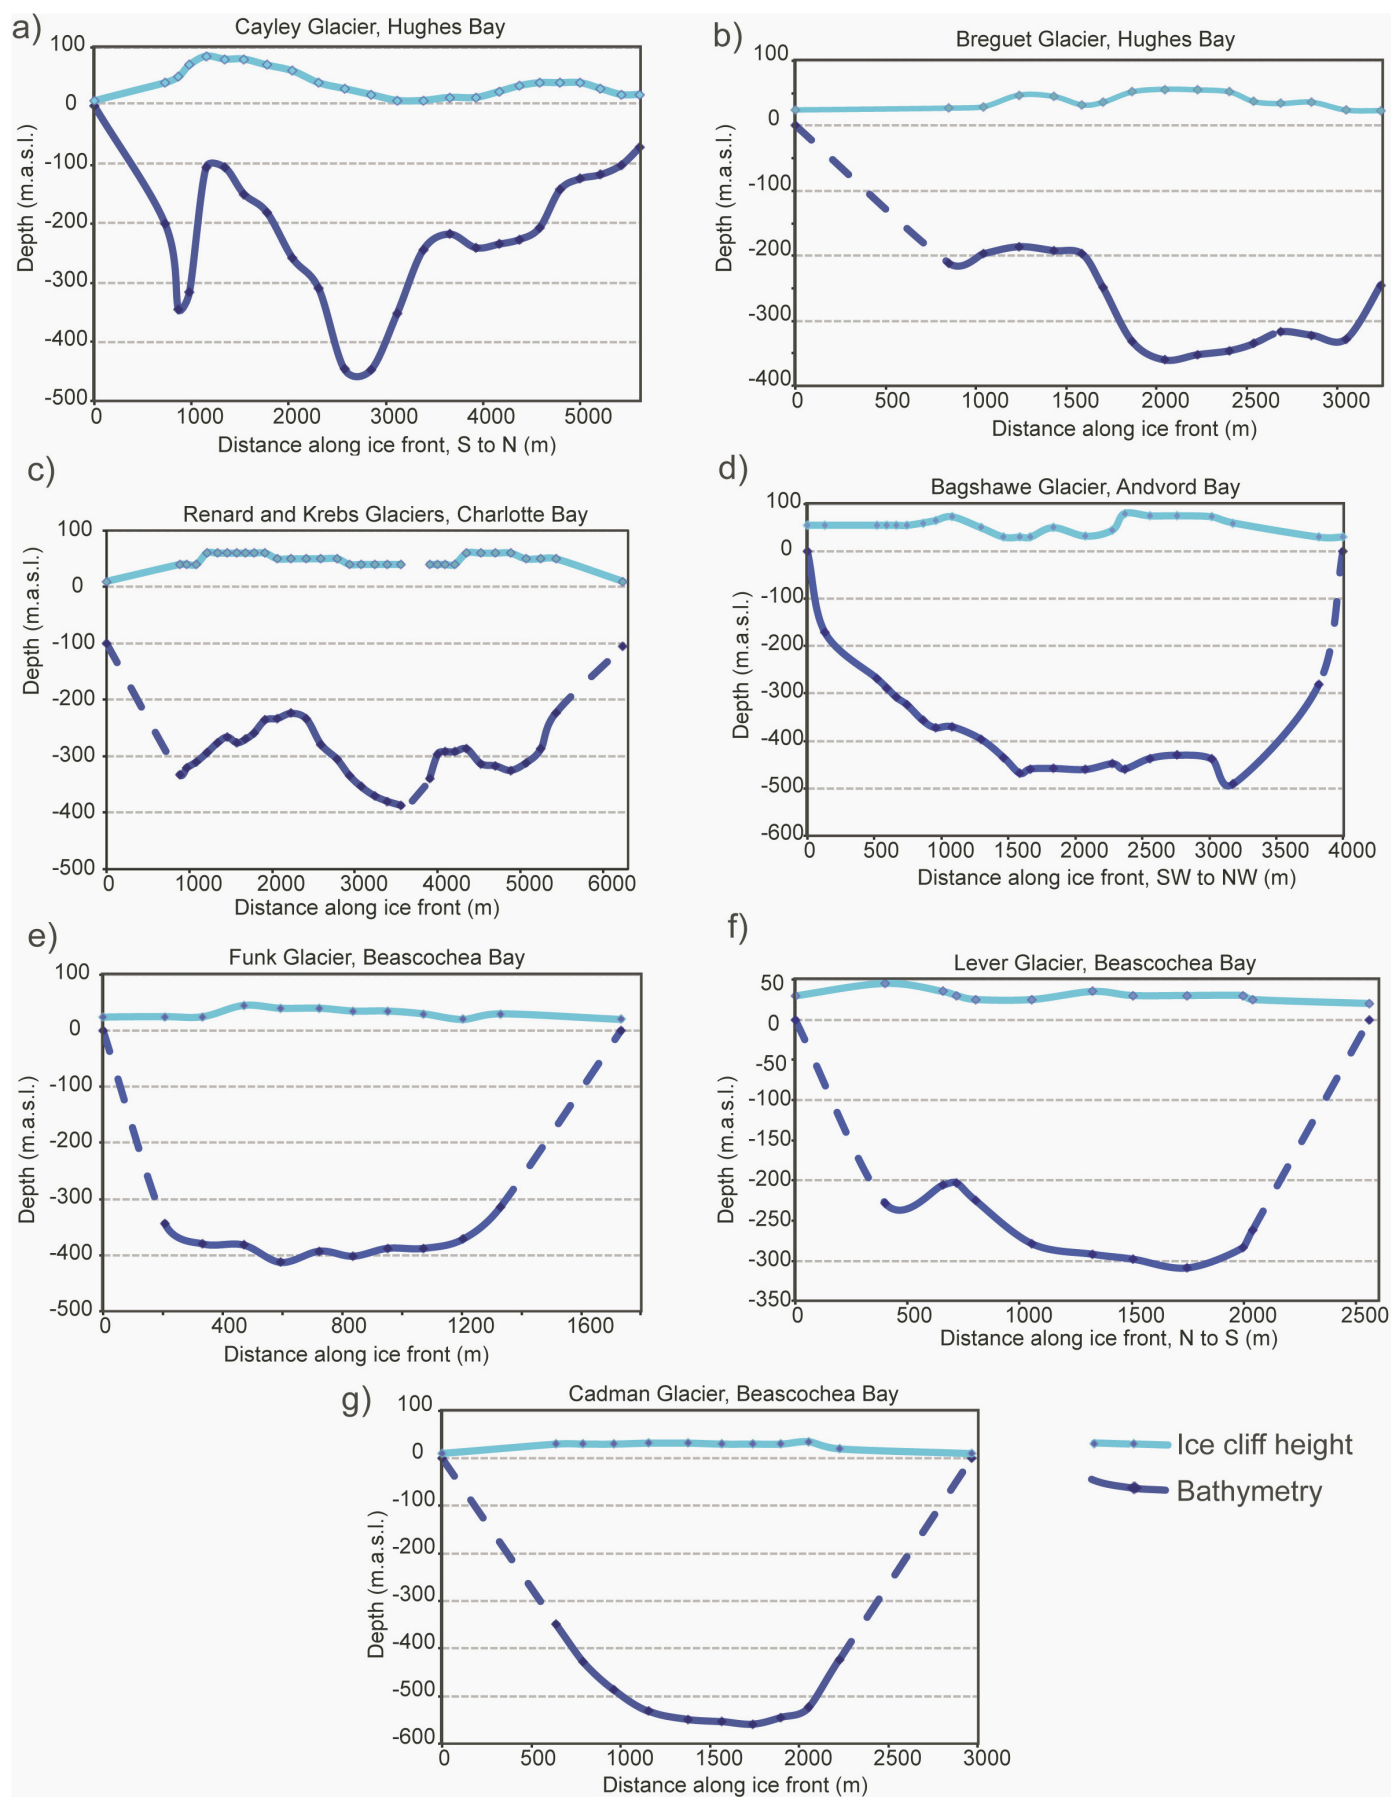 a)
Cayley Glacier, Hughes Bay
100
0
-100
-200
-300
-400
-500
Depth (m.a.s.l.)
0 1000 2000 3000 4000 5000
Distance along ice front, S to N (m)
b)
Breguet Glacier, Hughes Bay
100
0
-100
-200
-300
-400
Depth (m.a.s.l.)
0 500 1000 1500 2000 2500 3000
Distance along ice front (m)
c)
Renard and Krebs Glaciers, Charlotte Bay
100
0
-100
-200
-300
-400
-500
Depth (m.a.s.l.)
0 1000 2000 3000 4000 5000 6000
Distance along ice front (m)
d)
Bagshawe Glacier, Andvord Bay
100
0
-100
-200
-300
-400
-500
-600
Depth (m.a.s.l.)
0 500 1000 1500 2000 2500 3000 3500 4000
Distance along ice front, SW to NW (m)
e)
Funk Glacier, Beascochea Bay
100
0
-100
-200
-300
-400
-500
Depth (m.a.s.l.)
0 400 800 1200 1600
Distance along ice front (m)
f)
Lever Glacier, Beascochea Bay
50
0
-50
-100
-150
-200
-250
-300
-350
Depth (m.a.s.l.)
0 500 1000 1500 2000 2500
Distance along ice front, N to S (m)
g)
Cadman Glacier, Beascochea Bay
100
0
-100
-200
-300
-400
-500
-600
Depth (m.a.s.l.)
0 500 1000 1500 2000 2500 3000
Distance along ice front (m)
Ice cliff height
Bathymetry